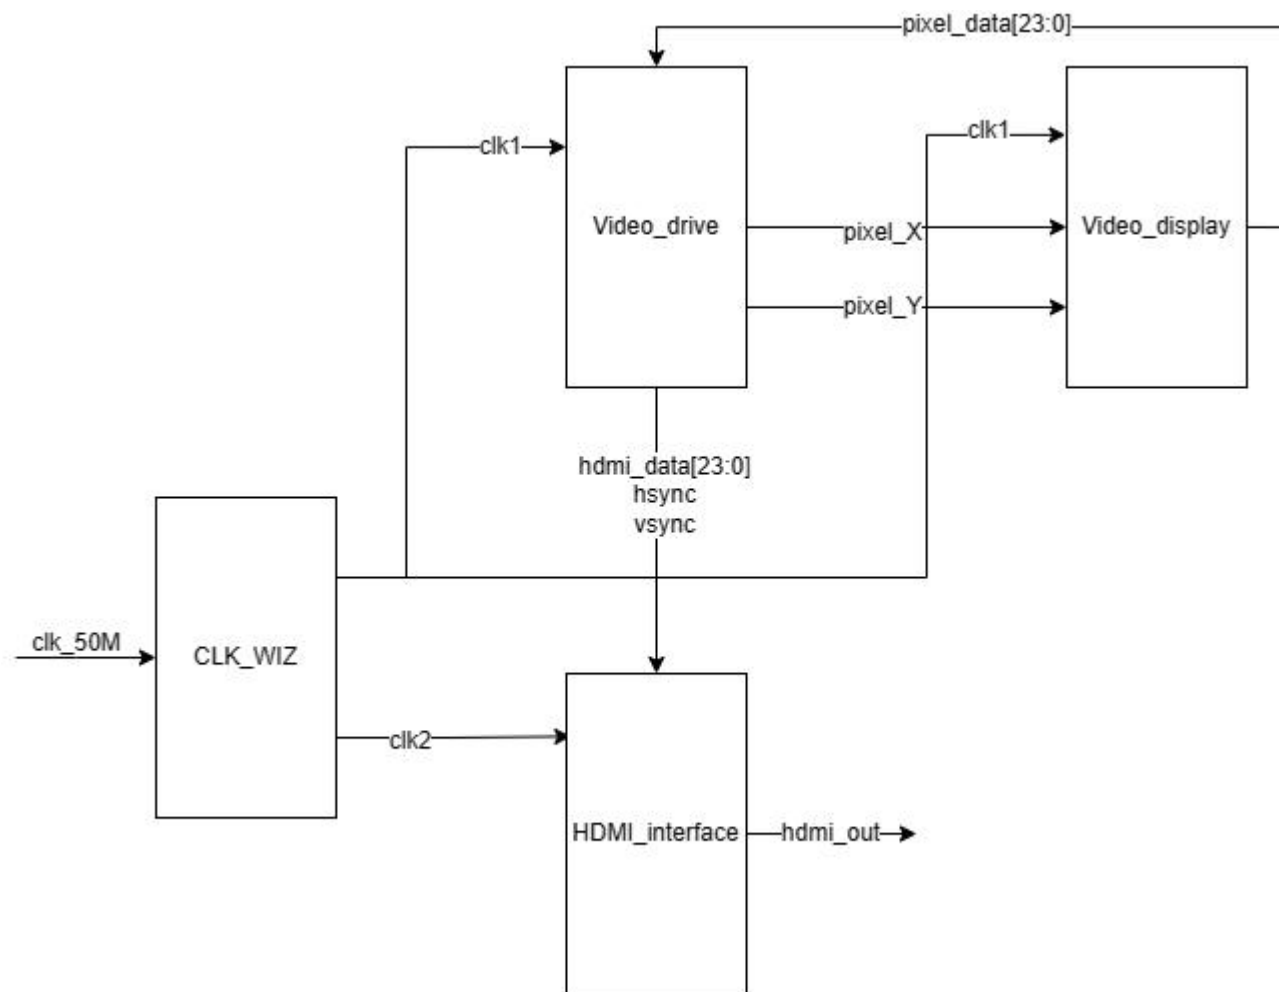 pixel_data[23:0]
clk1
clk1
Video_drive
pixel_X
Video_display
pixel_Y
hdmi_data[23:0]
hsync
vsync
clk_50M
CLK_WIZ
clk2
HDMI_interface
hdmi_out